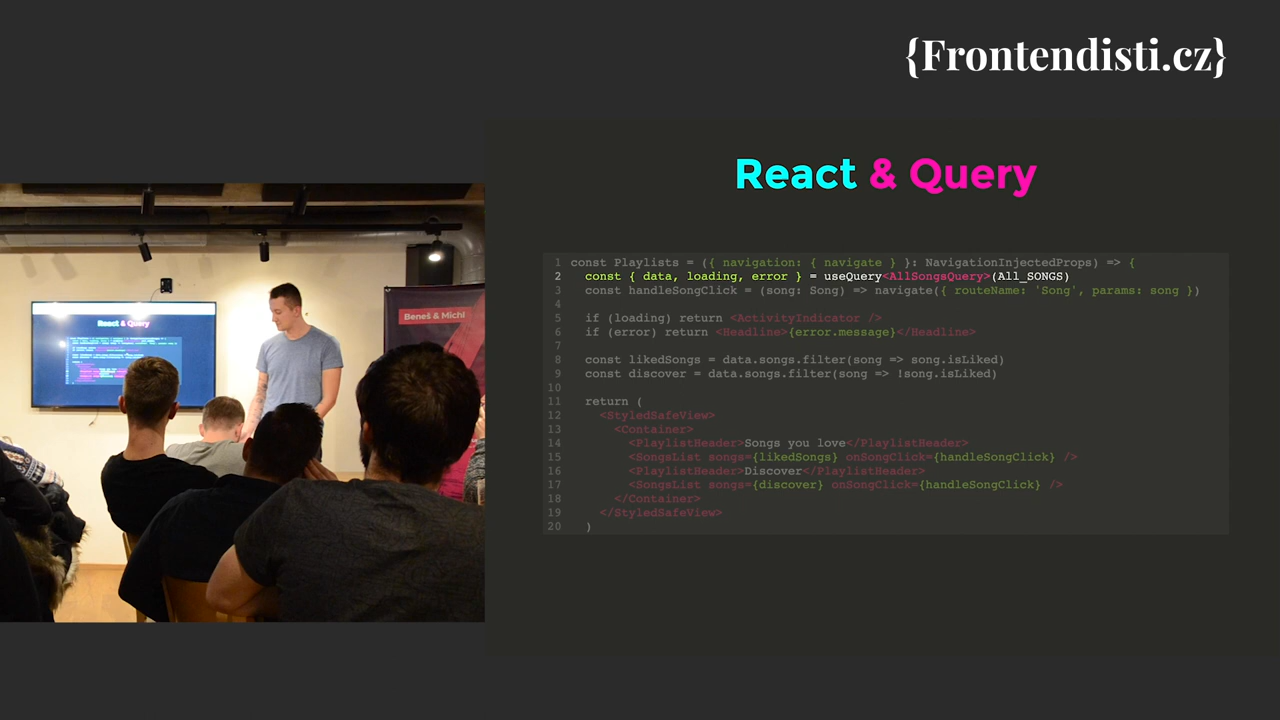 {Frontendisti.cz}
React & Query
React & Query
Beneš & Michl
1 const Playlists = ({ navigation: { navigate } }: NavigationInjectedProps) => {
2 const { data, loading, error } = useQuery<AllSongsQuery>(All_SONGS)
3 const handleSongClick = (song: Song) => navigate({ routeName: 'Song', params: song })
4
5 if (loading) return <ActivityIndicator />
6 if (error) return <Headline>{error.message}</Headline>
7
8 const likedSongs = data.songs.filter(song => song.isLiked)
9 const discover = data.songs.filter(song => !song.isLiked)
10
11 return (
12 <StyledSafeView>
13 <Container>
14 <PlaylistHeader>Songs you love</PlaylistHeader>
15 <SongsList songs={likedSongs} onSongClick={handleSongClick} />
16 <PlaylistHeader>Discover</PlaylistHeader>
17 <SongsList songs={discover} onSongClick={handleSongClick} />
18 </Container>
19 </StyledSafeView>
20 )